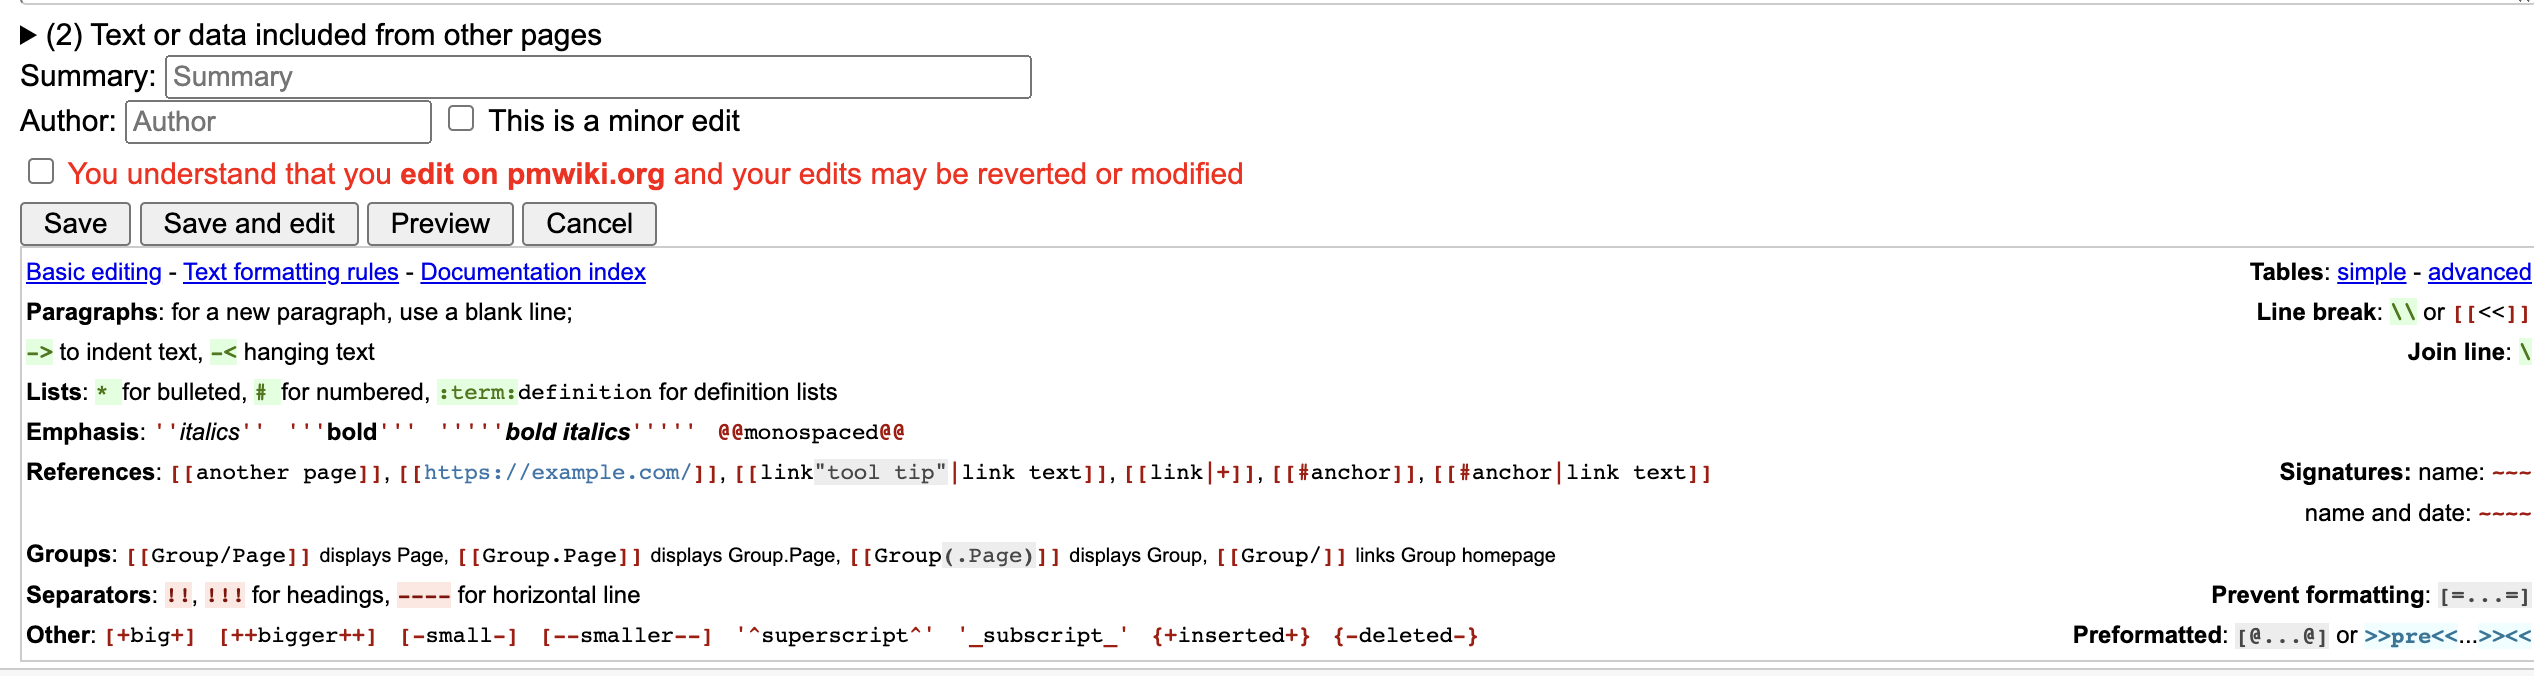 ▶ (2) Text or data included from other pages
Summary: Summary
Author: Author This is a minor edit
You understand that you edit on pmwiki.org and your edits may be reverted or modified
Save Save and edit Preview Cancel
Basic editing - Text formatting rules - Documentation index Tables: simple - advanced
Paragraphs: for a new paragraph, use a blank line; Line break: \\ or [[<<]]
-> to indent text, -< hanging text Join line: \
Lists: * for bulleted, # for numbered, :term:definition for definition lists
Emphasis: ''italics'' '''bold''' '''''bold italics''''' @@monospaced@@
References: [[another page]], [[https://example.com/]], [[link"tool tip"|link text]], [[link|+]], [[#anchor]], [[#anchor|link text]] Signatures: name: ~~~
name and date: ~~~~
Groups: [[Group/Page]] displays Page, [[Group.Page]] displays Group.Page, [[Group(.Page)]] displays Group, [[Group/]] links Group homepage
Separators: !!, !!! for headings, ---- for horizontal line Prevent formatting: [=...=]
Other: [+big+] [++bigger++] [-small-] [--smaller--] '^superscript^' '_subscript_' {+inserted+} {-deleted-} Preformatted: [@...@] or >>pre<<...>><<